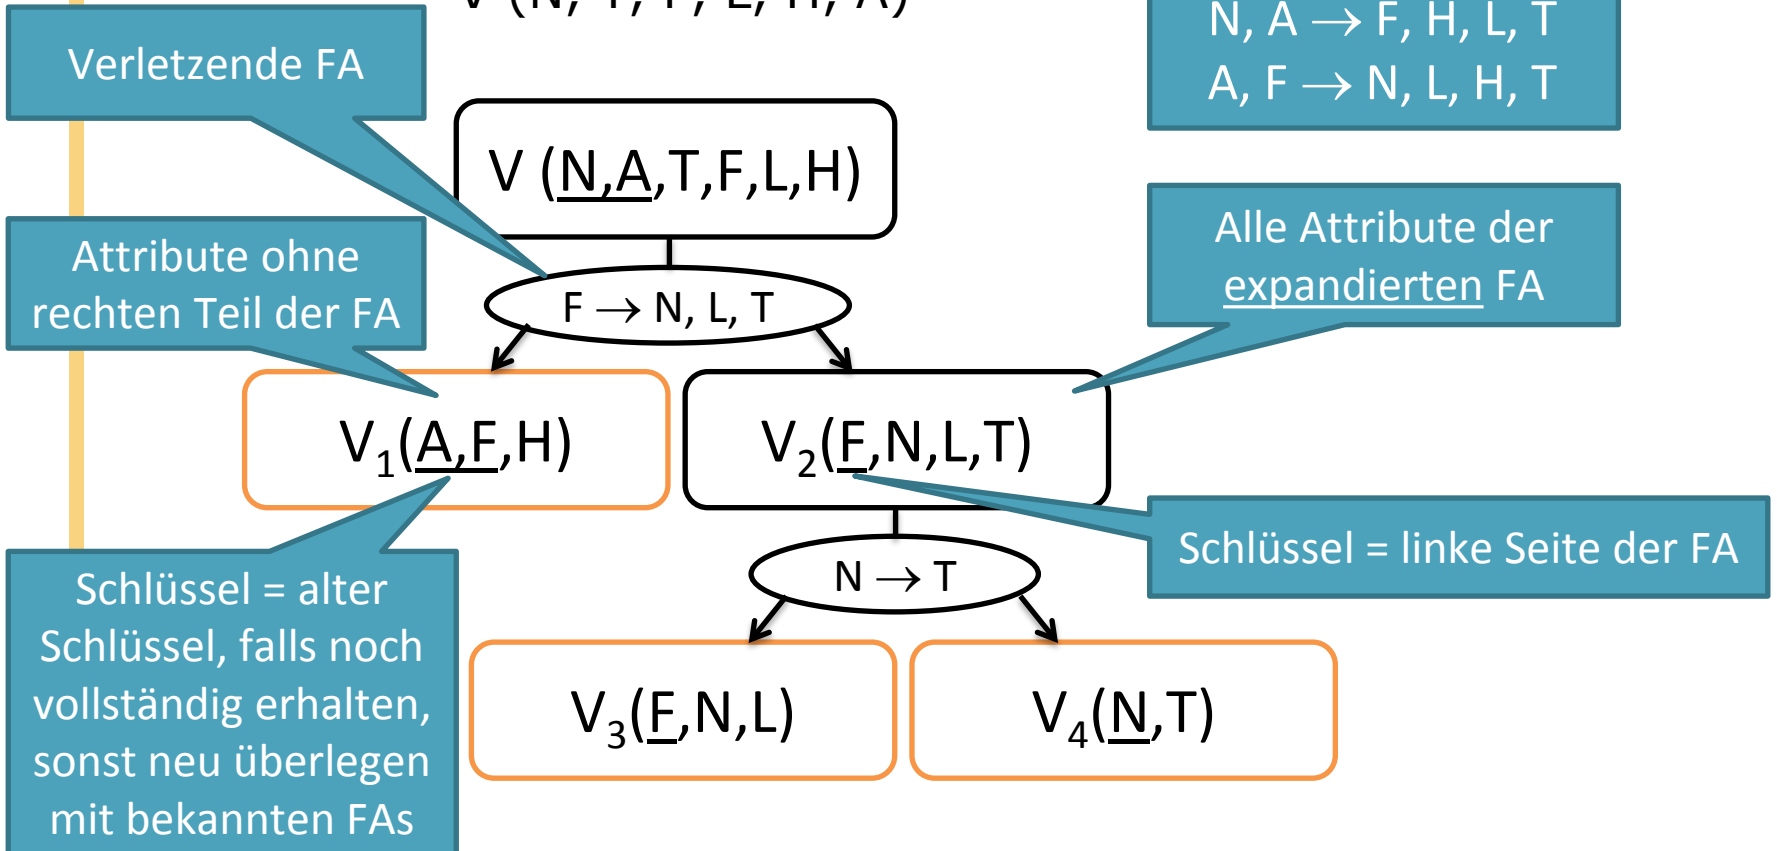 V (N, T, F, L, H, A)
N, A → F, H, L, T
A, F → N, L, H, T
Verletzende FA
V (N,A,T,F,L,H)
Attribute ohne
rechten Teil der FA
F → N, L, T
Alle Attribute der
expandierten FA
V₁(A,F,H)
V₂(F,N,L,T)
Schlüssel = linke Seite der FA
N → T
Schlüssel = alter
Schlüssel, falls noch
vollständig erhalten,
sonst neu überlegen
mit bekannten FAs
V₃(F,N,L)
V₄(N,T)